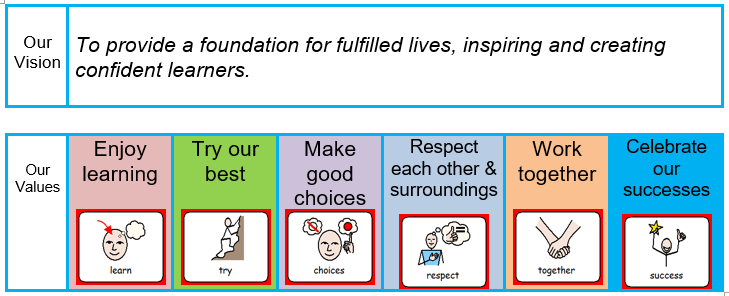 Our
Vision
To provide a foundation for fulfilled lives, inspiring and creating
confident learners.
Our
Values
Enjoy
learning
Try our
best
Make
good
choices
Respect
each other &
surroundings
Work
together
Celebrate
our
successes
learn
try
choices
respect
together
success